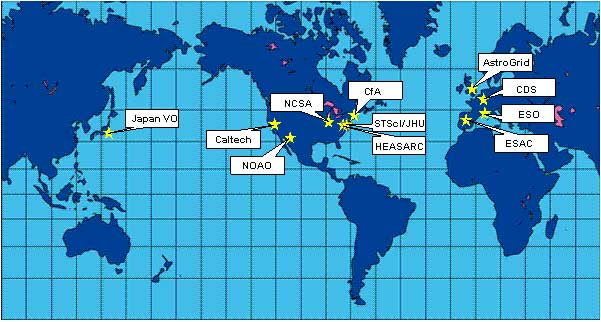 AstroGrid
CfA
CDS
NCSA
Japan VO
STScI/JHU
ESO
Caltech
HEASARC
ESAC
NOAO